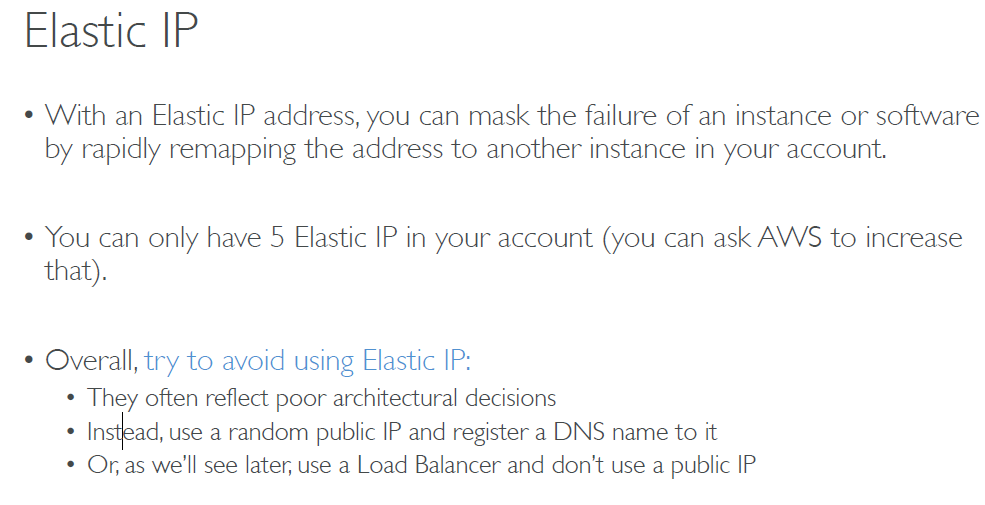 Elastic IP
• With an Elastic IP address, you can mask the failure of an instance or software
by rapidly remapping the address to another instance in your account.
• You can only have 5 Elastic IP in your account (you can ask AWS to increase
that).
• Overall, try to avoid using Elastic IP:
• They often reflect poor architectural decisions
• Instead, use a random public IP and register a DNS name to it
• Or, as we’ll see later, use a Load Balancer and don’t use a public IP